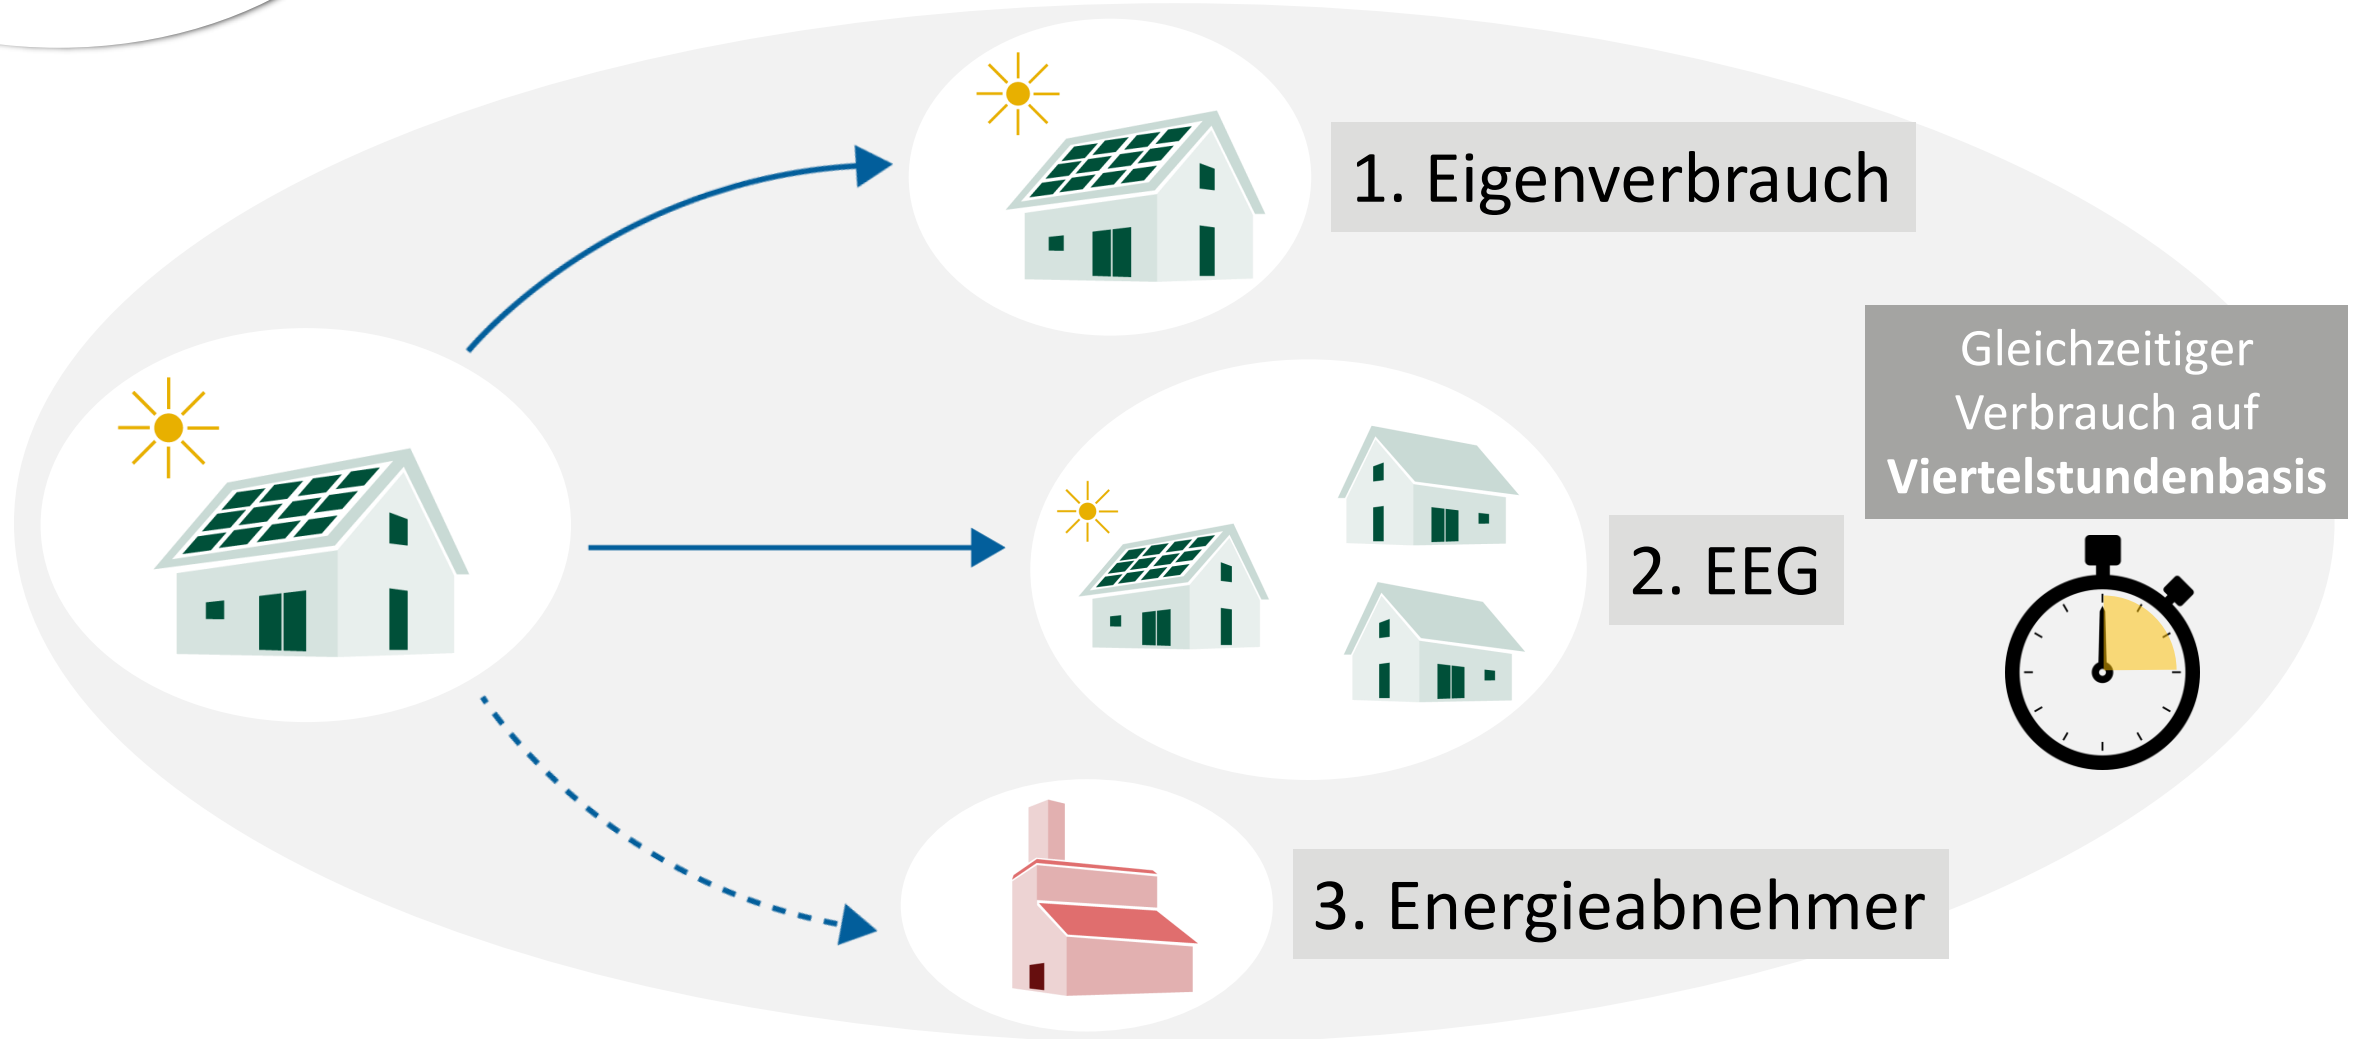 1. Eigenverbrauch
Gleichzeitiger
Verbrauch auf
Viertelstundenbasis
2. EEG
3. Energieabnehmer